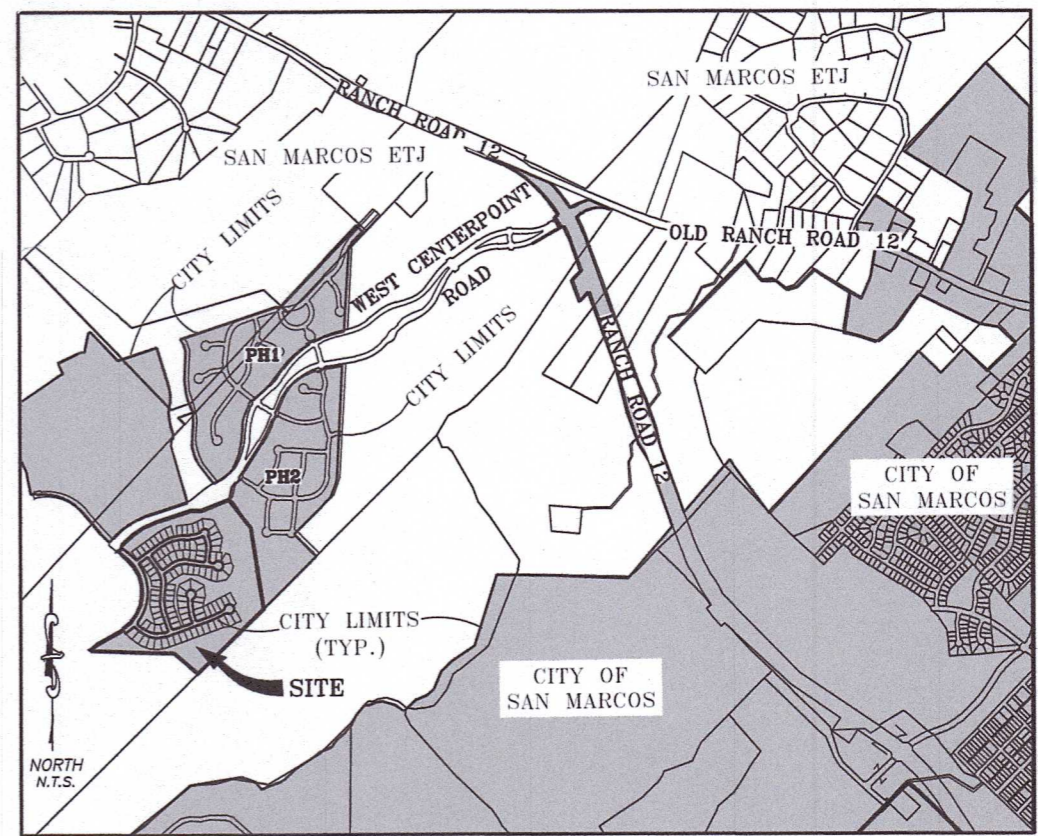 SAN MARCOS ETJ
RANCH ROAD 12
SAN MARCOS ETJ
CITY LIMITS
WEST CENTERPOINT
ROAD
OLD RANCH ROAD 12
CITY LIMITS
PH1
RANCH ROAD 12
PH2
CITY OF
SAN MARCOS
CITY LIMITS
(TYP.)
SITE
CITY OF
SAN MARCOS
NORTH
N.T.S.